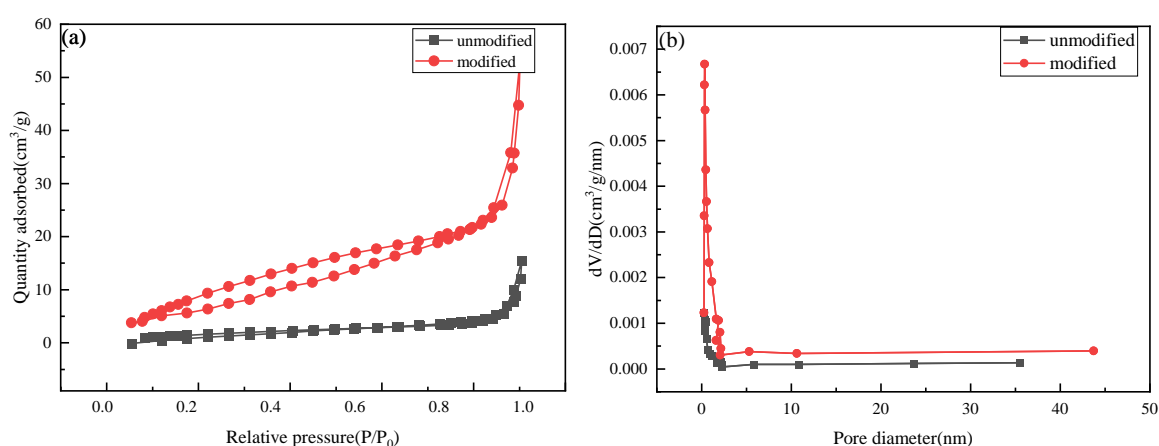 (a)
unmodified
modified
Quantity adsorbed(cm³/g)
60
50
40
30
20
10
0
0.0 0.2 0.4 0.6 0.8 1.0
Relative pressure(P/P₀)
(b)
unmodified
modified
dV/dD(cm³/g/nm)
0.007
0.006
0.005
0.004
0.003
0.002
0.001
0.000
0 10 20 30 40 50
Pore diameter(nm)